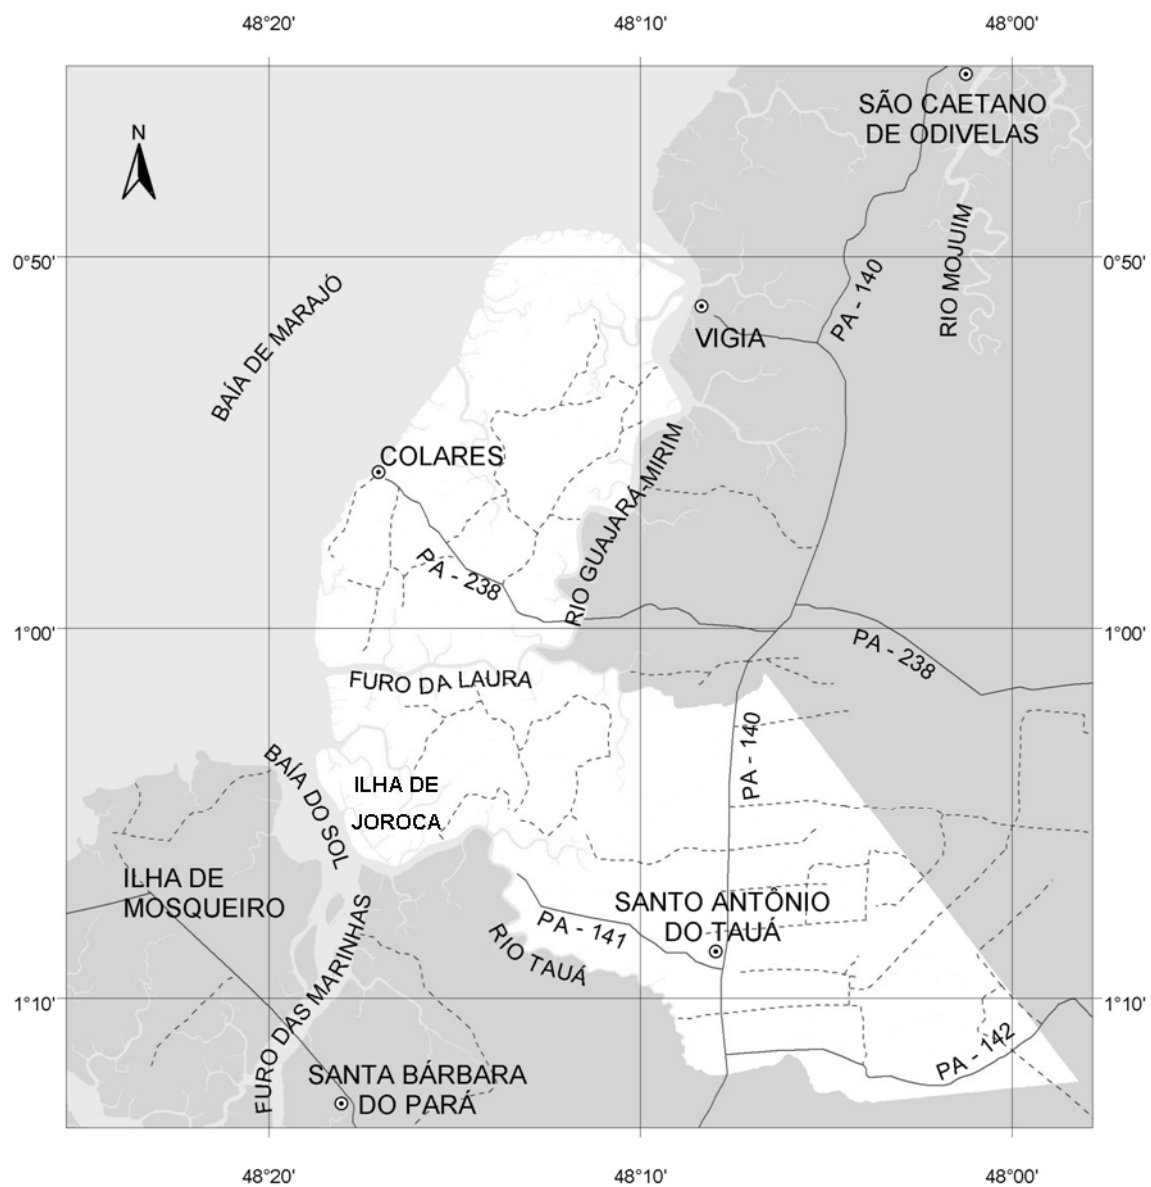 48°20'
48°10'
48°00'
SÃO CAETANO
DE ODIVELAS
N
RIO MOJUIM
0°50'
0°50'
PA - 140
BAÍA DE MARAJÓ
VIGIA
COLARES
RIO GUAJARÁ-MIRIM
PA - 238
1°00'
1°00'
PA - 238
FURO DA LAURA
PA - 140
BAÍA DO SOL
ILHA DE
JOROCA
ILHA DE
MOSQUEIRO
SANTO ANTÔNIO
DO TAUÁ
PA - 141
RIO TAUÁ
FURO DAS MARINHAS
1°10'
1°10'
PA - 142
SANTA BÁRBARA
DO PARÁ
48°20'
48°10'
48°00'